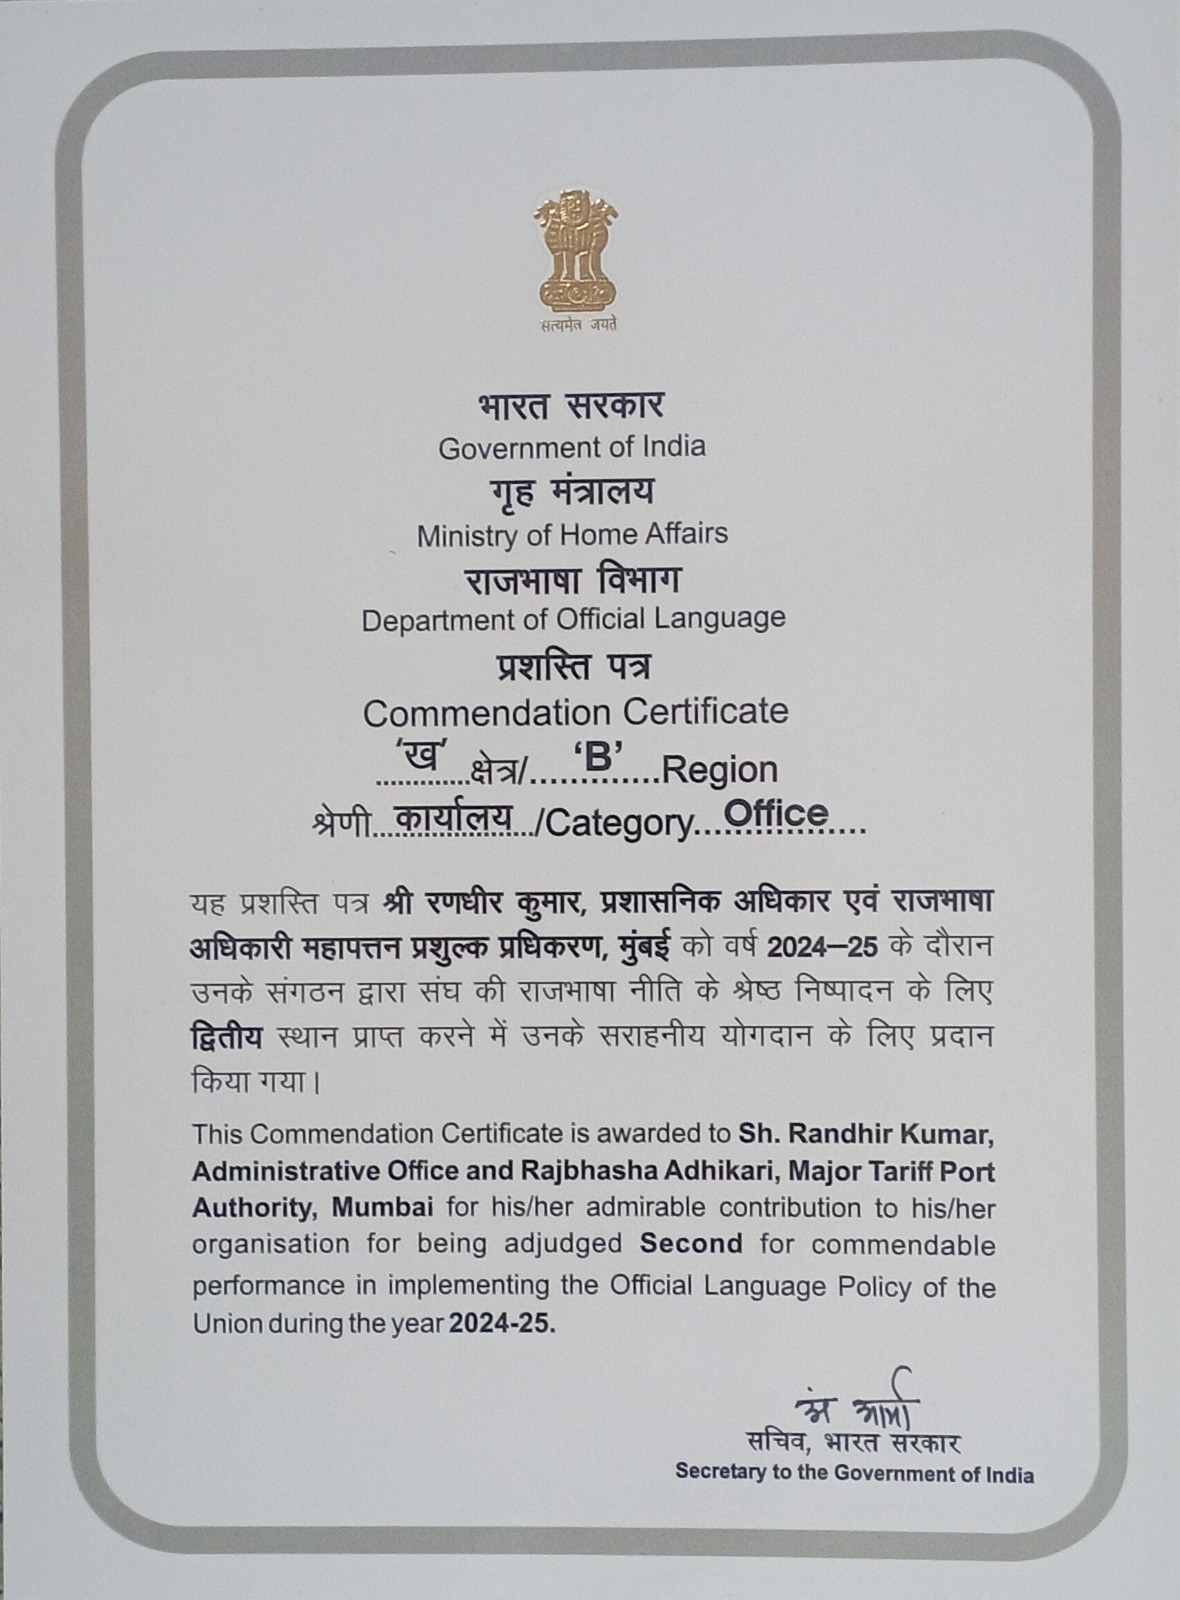 सत्यमेव जयते
भारत सरकार
Government of India
गृह मंत्रालय
Ministry of Home Affairs
राजभाषा विभाग
Department of Official Language
प्रशस्ति पत्र
Commendation Certificate
‘ख’ क्षेत्र/ ‘B’ Region
श्रेणी कार्यालय /Category Office
यह प्रशस्ति पत्र श्री रणधीर कुमार, प्रशासनिक अधिकार एवं राजभाषा
अधिकारी महापत्तन प्रशुल्क प्रधिकरण, मुंबई को वर्ष 2024–25 के दौरान
उनके संगठन द्वारा संघ की राजभाषा नीति के श्रेष्ठ निष्पादन के लिए
द्वितीय स्थान प्राप्त करने में उनके सराहनीय योगदान के लिए प्रदान
किया गया।
This Commendation Certificate is awarded to Sh. Randhir Kumar,
Administrative Office and Rajbhasha Adhikari, Major Tariff Port
Authority, Mumbai for his/her admirable contribution to his/her
organisation for being adjudged Second for commendable
performance in implementing the Official Language Policy of the
Union during the year 2024-25.
सचिव, भारत सरकार
Secretary to the Government of India